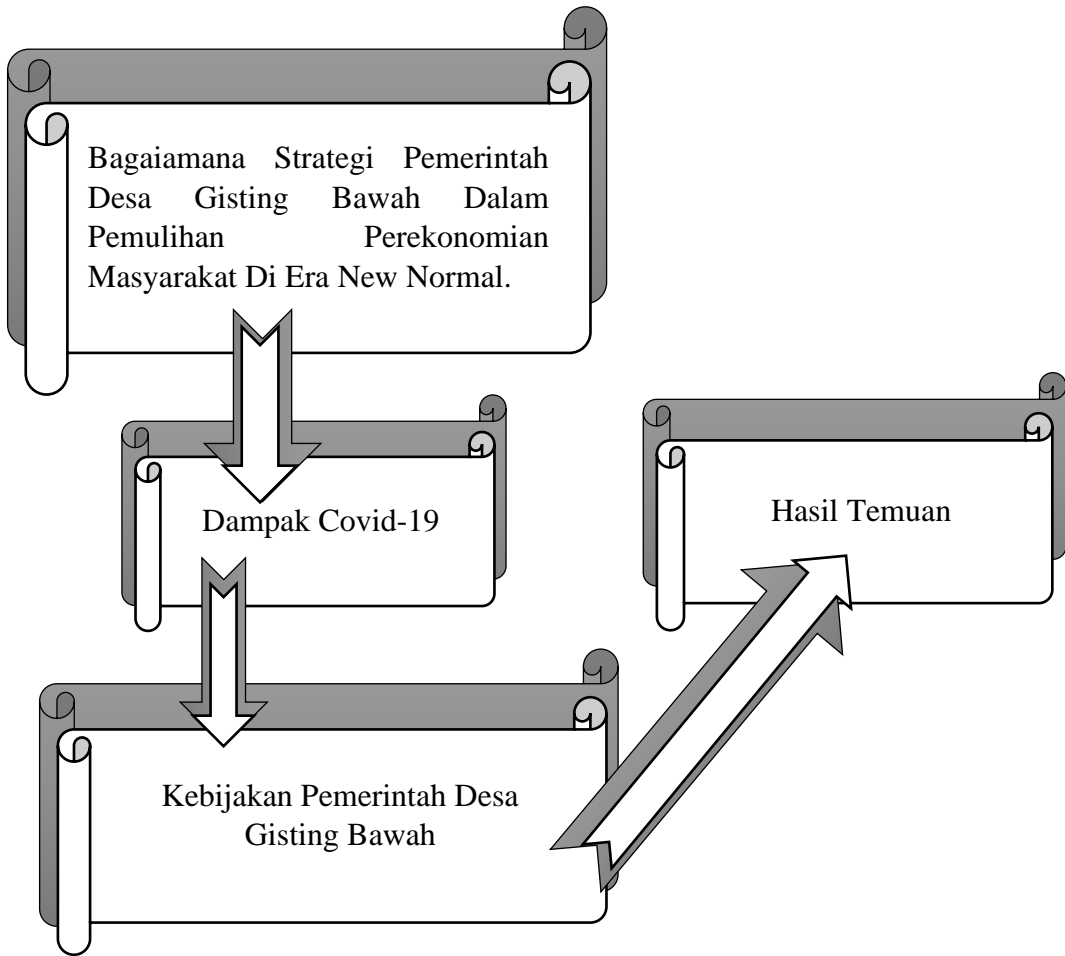 Bagaiamana Strategi Pemerintah
Desa Gisting Bawah Dalam
Pemulihan Perekonomian
Masyarakat Di Era New Normal.
Dampak Covid-19
Hasil Temuan
Kebijakan Pemerintah Desa
Gisting Bawah